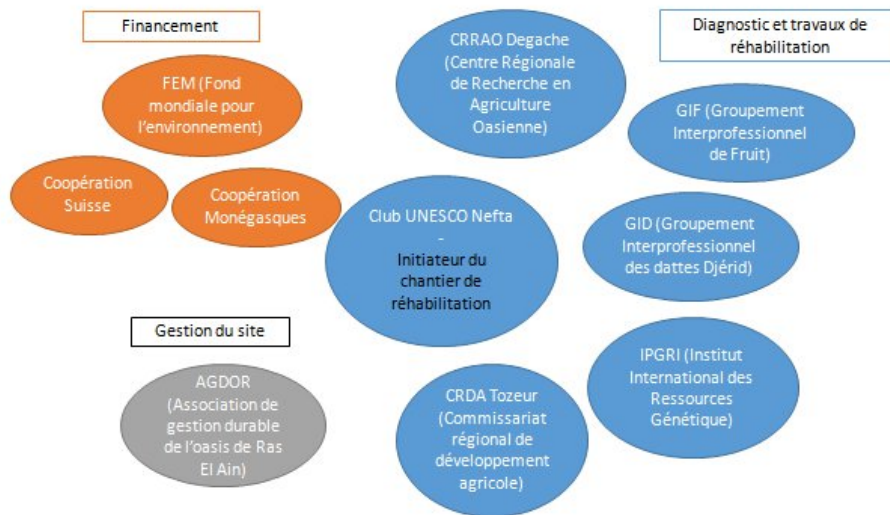 Financement
FEM (Fond
mondiale pour
l'environnement)
Coopération
Suisse
Coopération
Monégasques
Gestion du site
AGDOR
(Association de
gestion durable
de l'oasis de Ras
El Ain)
CRRAO Degache
(Centre Régionale
de Recherche en
Agriculture
Oasienne)
Club UNESCO Nefta
-
Initiateur du
chantier de
réhabilitation
CRDA Tozeur
(Commissariat
régional de
développement
agricole)
Diagnostic et travaux de
réhabilitation
GIF (Groupement
Interprofessionnel
de Fruit)
GID (Groupement
Interprofessionnel
des dattes Djérid)
IPGRI (Institut
International des
Ressources
Génétique)